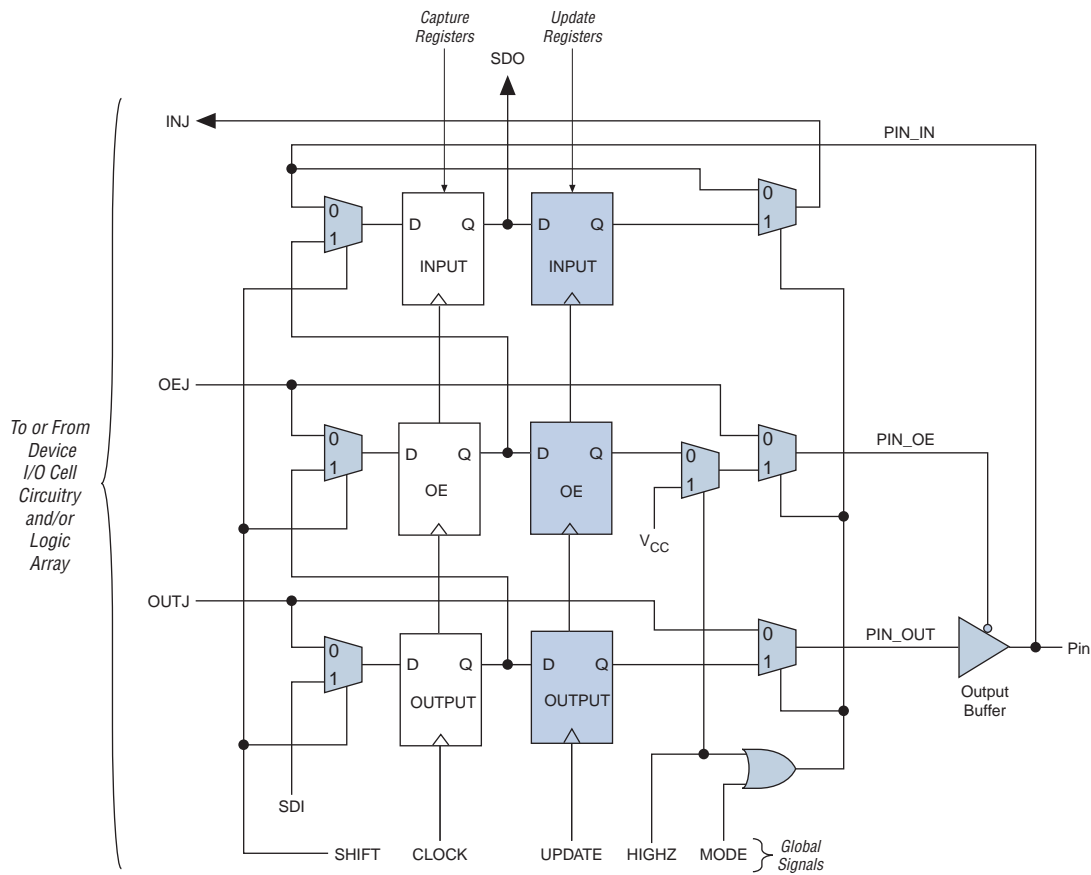 Capture
Registers
Update
Registers
SDO
INJ
PIN_IN
0
1
D Q
INPUT
D Q
INPUT
0
1
OEJ
To or From
Device
I/O Cell
Circuitry
and/or
Logic
Array
0
1
D Q
OE
D Q
OE
0
1
0
1
PIN_OE
VCC
OUTJ
0
1
D Q
OUTPUT
D Q
OUTPUT
0
1
PIN_OUT
Pin
Output
Buffer
SDI
SHIFT
CLOCK
UPDATE
HIGHZ
MODE
Global
Signals